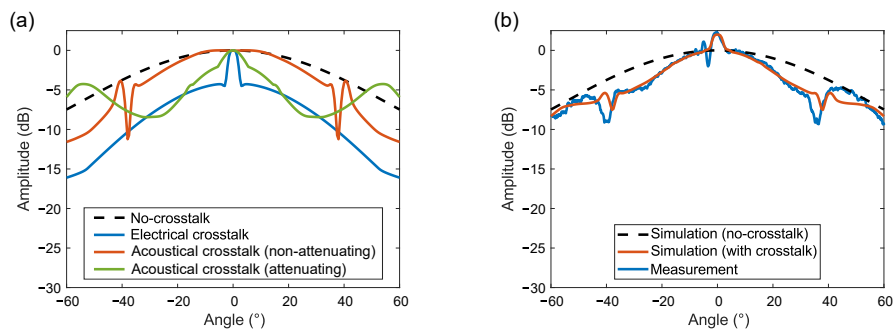 (a)
Amplitude (dB)
0
−5
−10
−15
−20
−25
−30
No-crosstalk
Electrical crosstalk
Acoustical crosstalk (non-attenuating)
Acoustical crosstalk (attenuating)
−60 −40 −20 0 20 40 60
Angle (°)
(b)
Amplitude (dB)
0
−5
−10
−15
−20
−25
−30
Simulation (no-crosstalk)
Simulation (with crosstalk)
Measurement
−60 −40 −20 0 20 40 60
Angle (°)